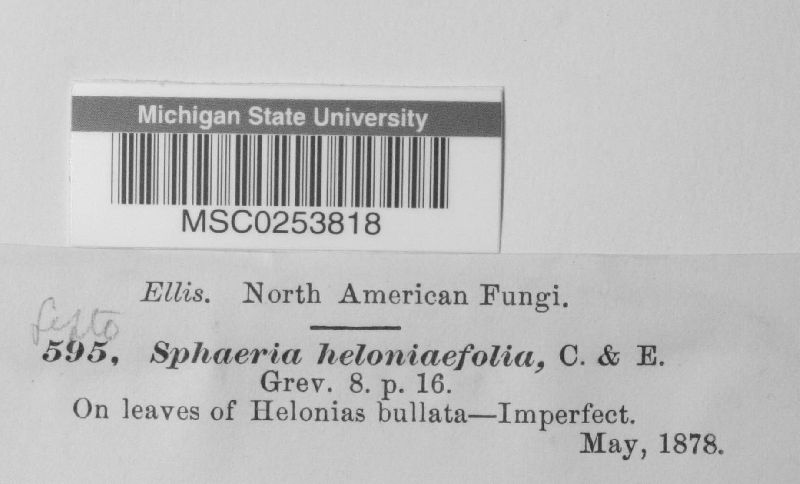 Michigan State University
MSC0253818
Ellis. North American Fungi.
Lepto
595, Sphaeria heloniaefolia, C. & E.
Grev. 8. p. 16.
On leaves of Helonias bullata—Imperfect.
May, 1878.